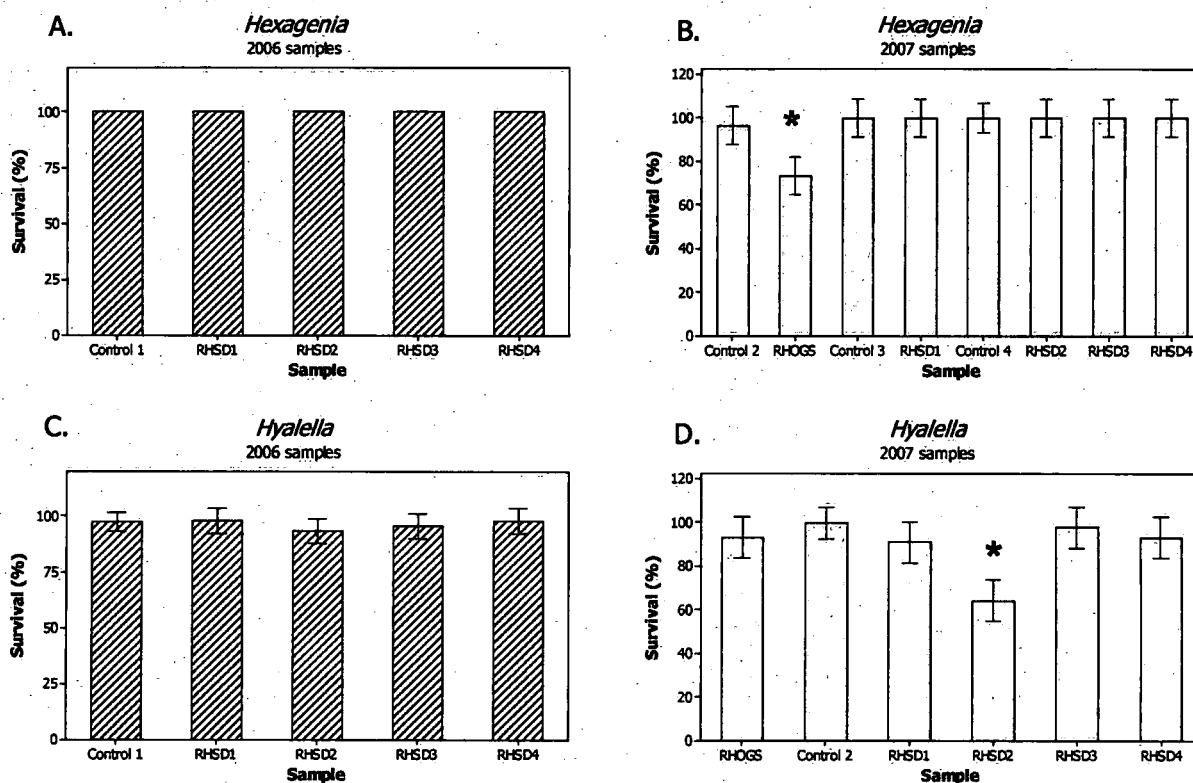 A.
Hexagenia
2006 samples
Survival (%)
100
75
50
25
0
Control 1 RHSD1 RHSD2 RHSD3 RHSD4
Sample
B.
Hexagenia
2007 samples
Survival (%)
120
100
80
60
40
20
0
Control 2 RHOGS Control 3 RHSD1 Control 4 RHSD2 RHSD3 RHSD4
Sample
*
C.
Hyalella
2006 samples
Survival (%)
100
75
50
25
0
Control 1 RHSD1 RHSD2 RHSD3 RHSD4
Sample
D.
Hyalella
2007 samples
Survival (%)
120
100
80
60
40
20
0
RHOGS Control 2 RHSD1 RHSD2 RHSD3 RHSD4
Sample
*